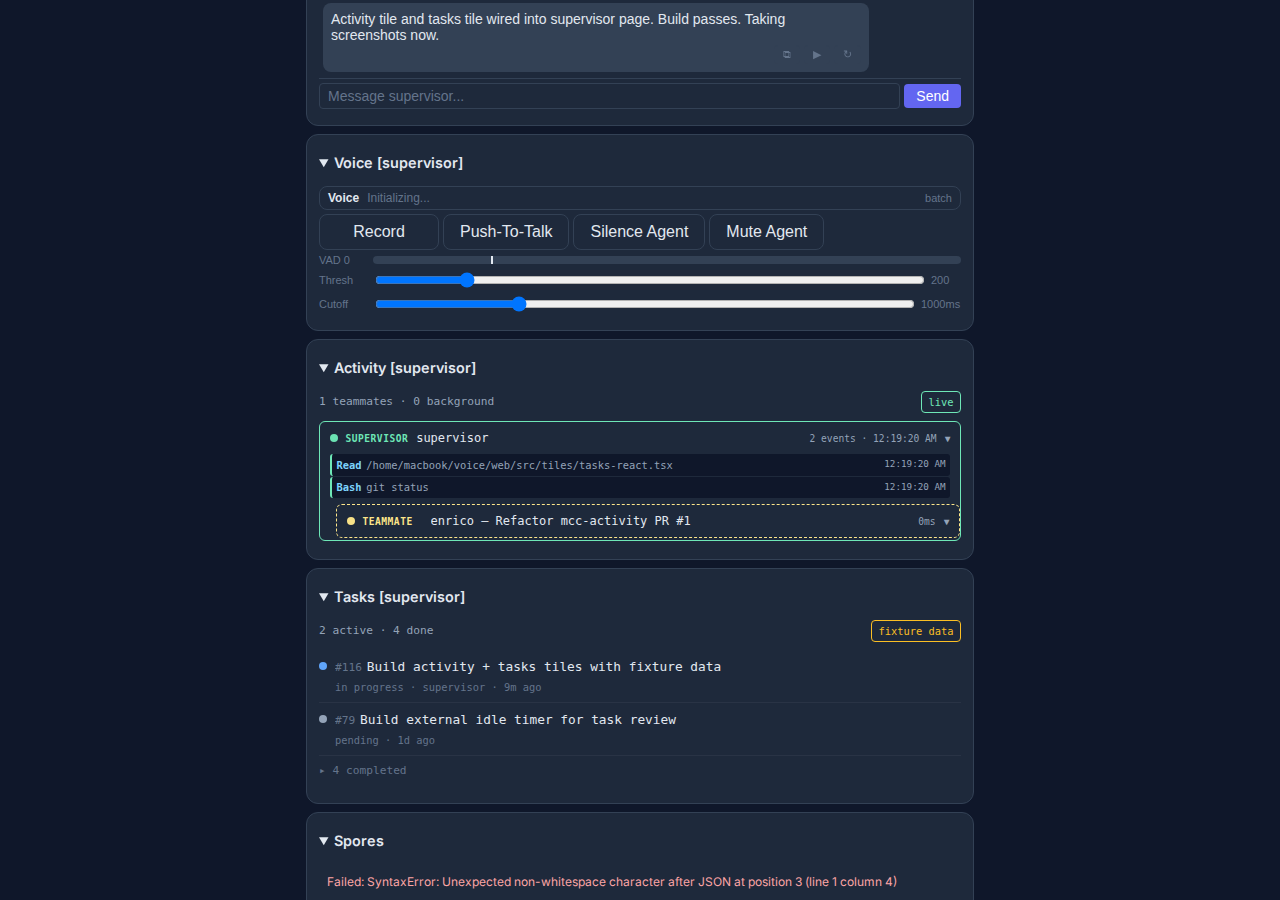 Activity tile and tasks tile wired into supervisor page. Build passes. Taking
screenshots now.
Message supervisor...
Send
Voice [supervisor]
Voice Initializing... batch
Record Push-To-Talk Silence Agent Mute Agent
VAD 0
Thresh 200
Cutoff 1000ms
Activity [supervisor]
1 teammates · 0 background live
SUPERVISOR supervisor 2 events · 12:19:20 AM ▼
Read /home/macbook/voice/web/src/tiles/tasks-react.tsx 12:19:20 AM
Bash git status 12:19:20 AM
TEAMMATE enrico — Refactor mcc-activity PR #1 0ms ▼
Tasks [supervisor]
2 active · 4 done fixture data
#116 Build activity + tasks tiles with fixture data
in progress · supervisor · 9m ago
#79 Build external idle timer for task review
pending · 1d ago
▸ 4 completed
Spores
Failed: SyntaxError: Unexpected non-whitespace character after JSON at position 3 (line 1 column 4)